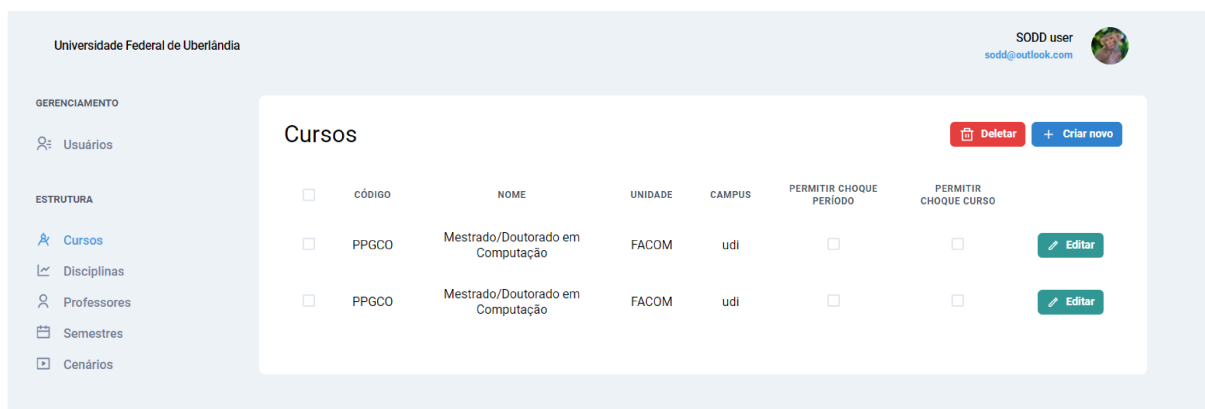 Universidade Federal de Uberlândia
SODD user
sodd@outlook.com
GERENCIAMENTO
Usuários
ESTRUTURA
Cursos
Disciplinas
Professores
Semestres
Cenários
Cursos
Deletar
+ Criar novo
CÓDIGO NOME UNIDADE CAMPUS PERMITIR CHOQUE PERMITIR
PERÍODO CHOQUE CURSO
PPGCO Mestrado/Doutorado em FACOM udi Editar
Computação
PPGCO Mestrado/Doutorado em FACOM udi Editar
Computação